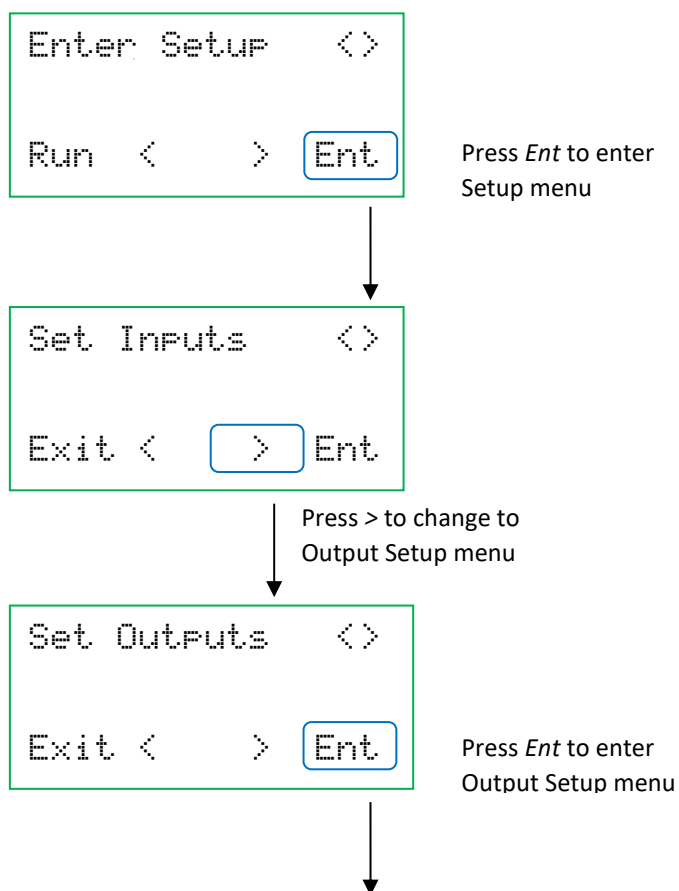 Enter Setup <>
Run < > Ent
Press Ent to enter
Setup menu
Set Inputs <>
Exit < > Ent
Press > to change to
Output Setup menu
Set Outputs <>
Exit < > Ent
Press Ent to enter
Output Setup menu